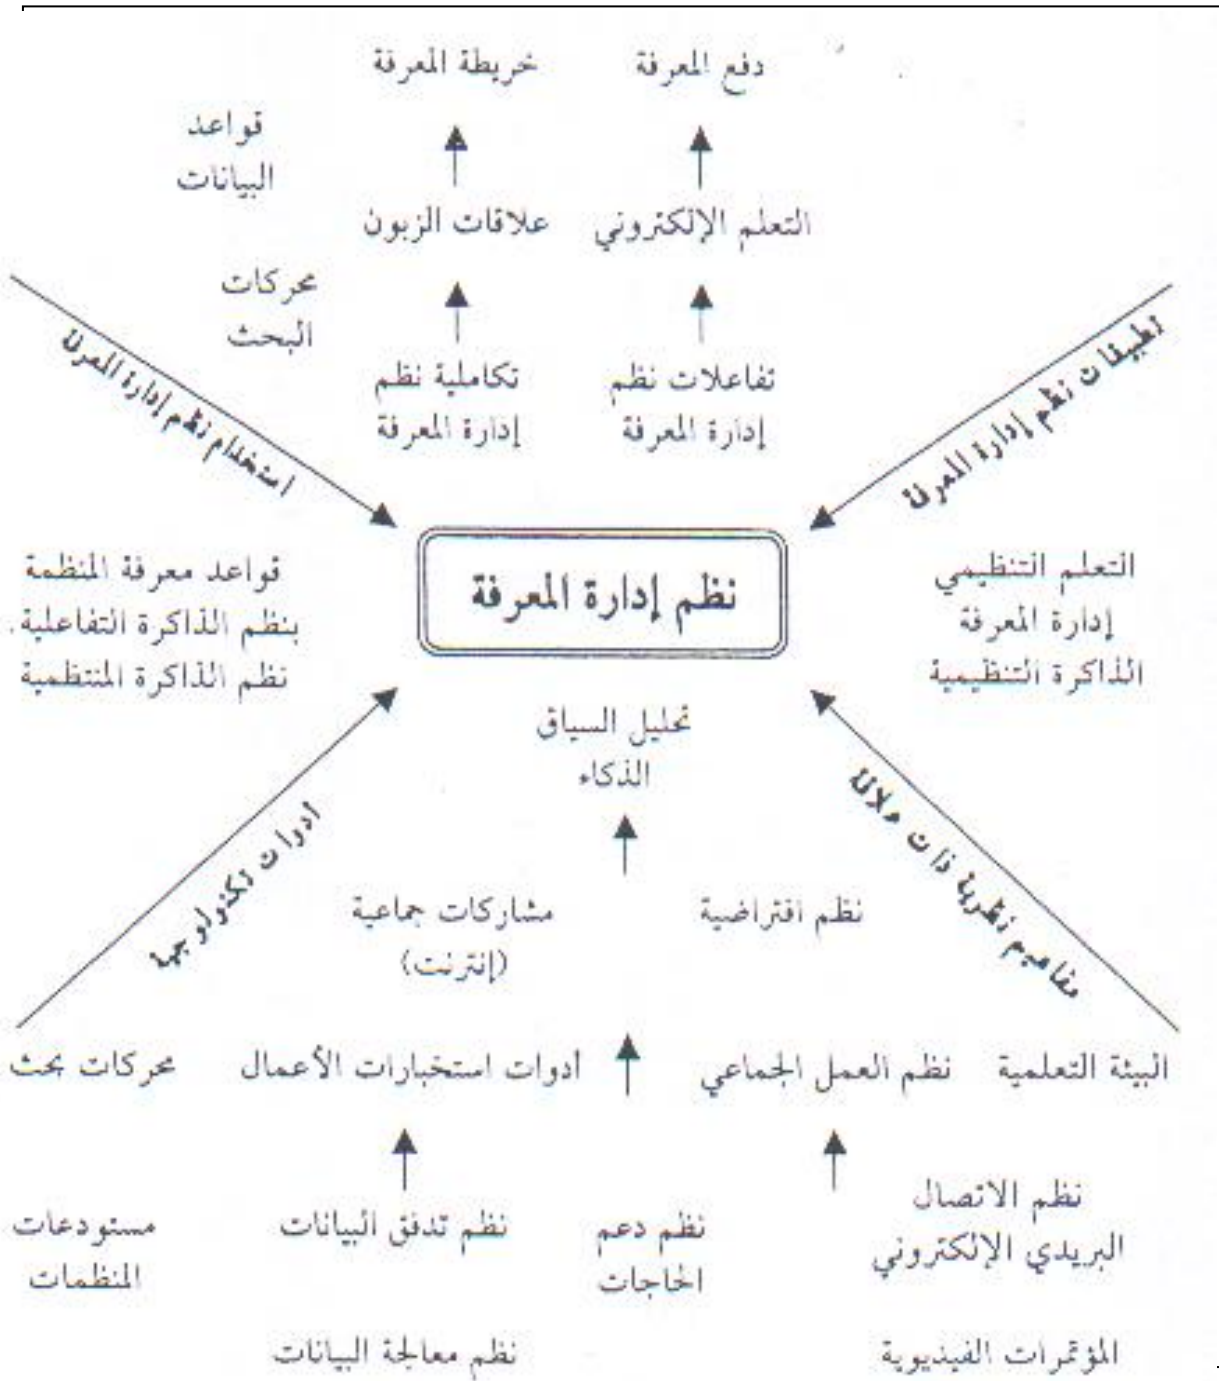 دفع المعرفة
خريطة المعرفة
قواعد
البيانات
التعلم الإلكتروني
علاقات الزبون
محركات
البحث
تفاعلات نظم
إدارة المعرفة
تكاملية نظم
إدارة المعرفة
تطبيقات نظم إدارة المعرفة
استخدام نظم إدارة المعرفة
نظم إدارة المعرفة
التعلم التنظيمي
إدارة المعرفة
الذاكرة التنظيمية
قواعد معرفة المنظمة
بنظم الذاكرة التفاعلية.
نظم الذاكرة المنتظمية
تحليل السياق
الذكاء
مفاهيم نظرية ذات دلالة
أدوات تكنولوجية
نظم افتراضية
مشاركات جماعية
(إنترنت)
البيئة التعلمية
نظم العمل الجماعي
أدوات استخبارات الأعمال
محركات بحث
نظم الاتصال
البريدي الإلكتروني
نظم دعم
الحاجات
نظم تدفق البيانات
مستودعات
المنظمات
المؤتمرات الفيديوية
نظم معالجة البيانات